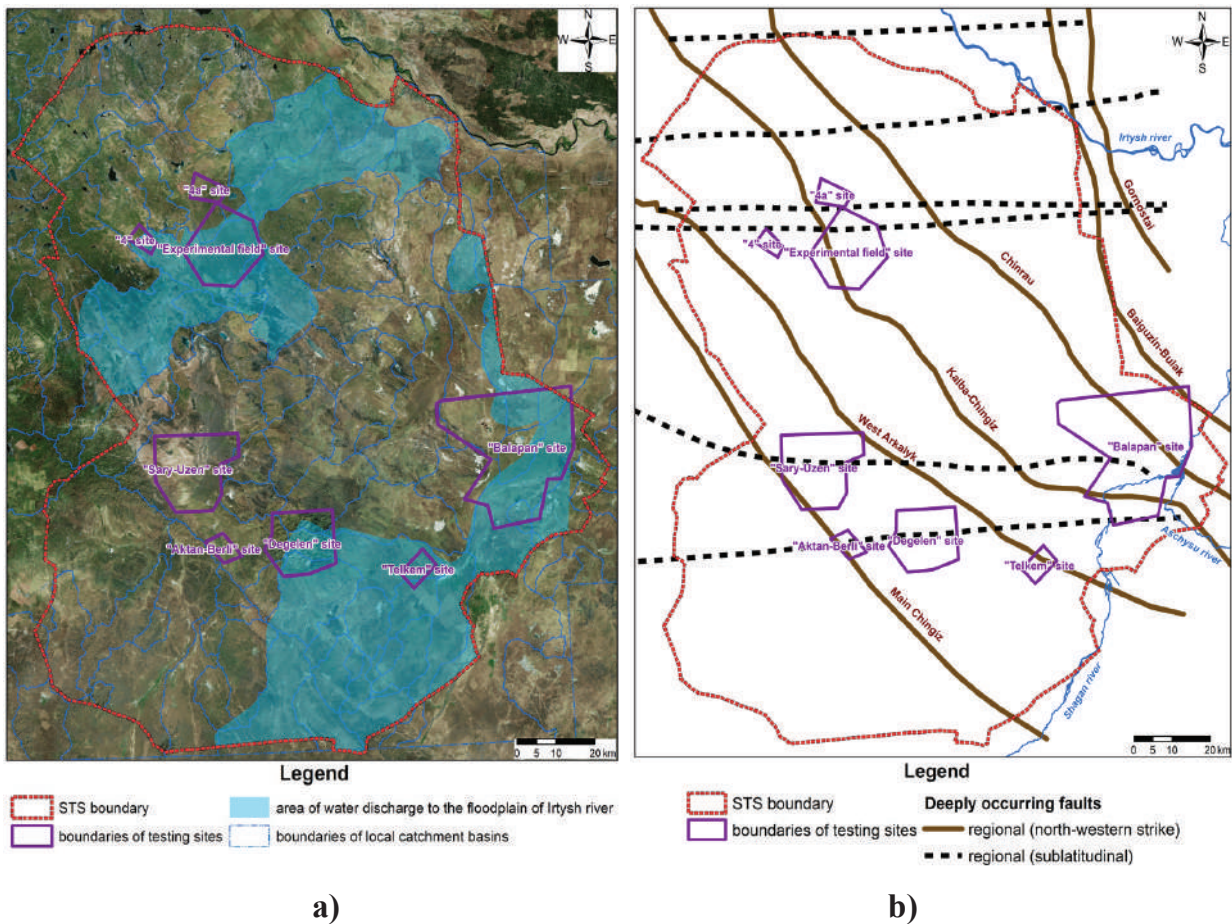 N
W E
S
"4a" site
"4" site
"Experimental field" site
"Balapan" site
"Sary-Uzen" site
"Aktan-Berli" site
"Degelen" site
"Telkem" site
0 5 10 20 km
Legend
STS boundary
area of water discharge to the floodplain of Irtysh river
boundaries of testing sites
boundaries of local catchment basins
a)
N
W E
S
Irtysh river
Gornostai
"4a" site
"4" site
"Experimental field" site
Chinrau
Baiguzin-Bulak
Kalba-Chingiz
West Arkalyk
"Balapan" site
"Sary-Uzen" site
"Aktan-Berli" site
"Degelen" site
"Telkem" site
Aschysu river
Main Chingiz
Shagan river
0 5 10 20 km
Legend
STS boundary
Deeply occurring faults
boundaries of testing sites
regional (north-western strike)
regional (sublatitudinal)
b)